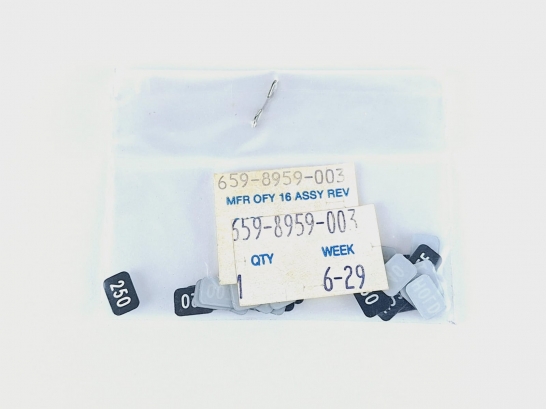 659-8959-003
MFR OFY 16 ASSY REV
659-8959-003
QTY WEEK
1 6-29
250